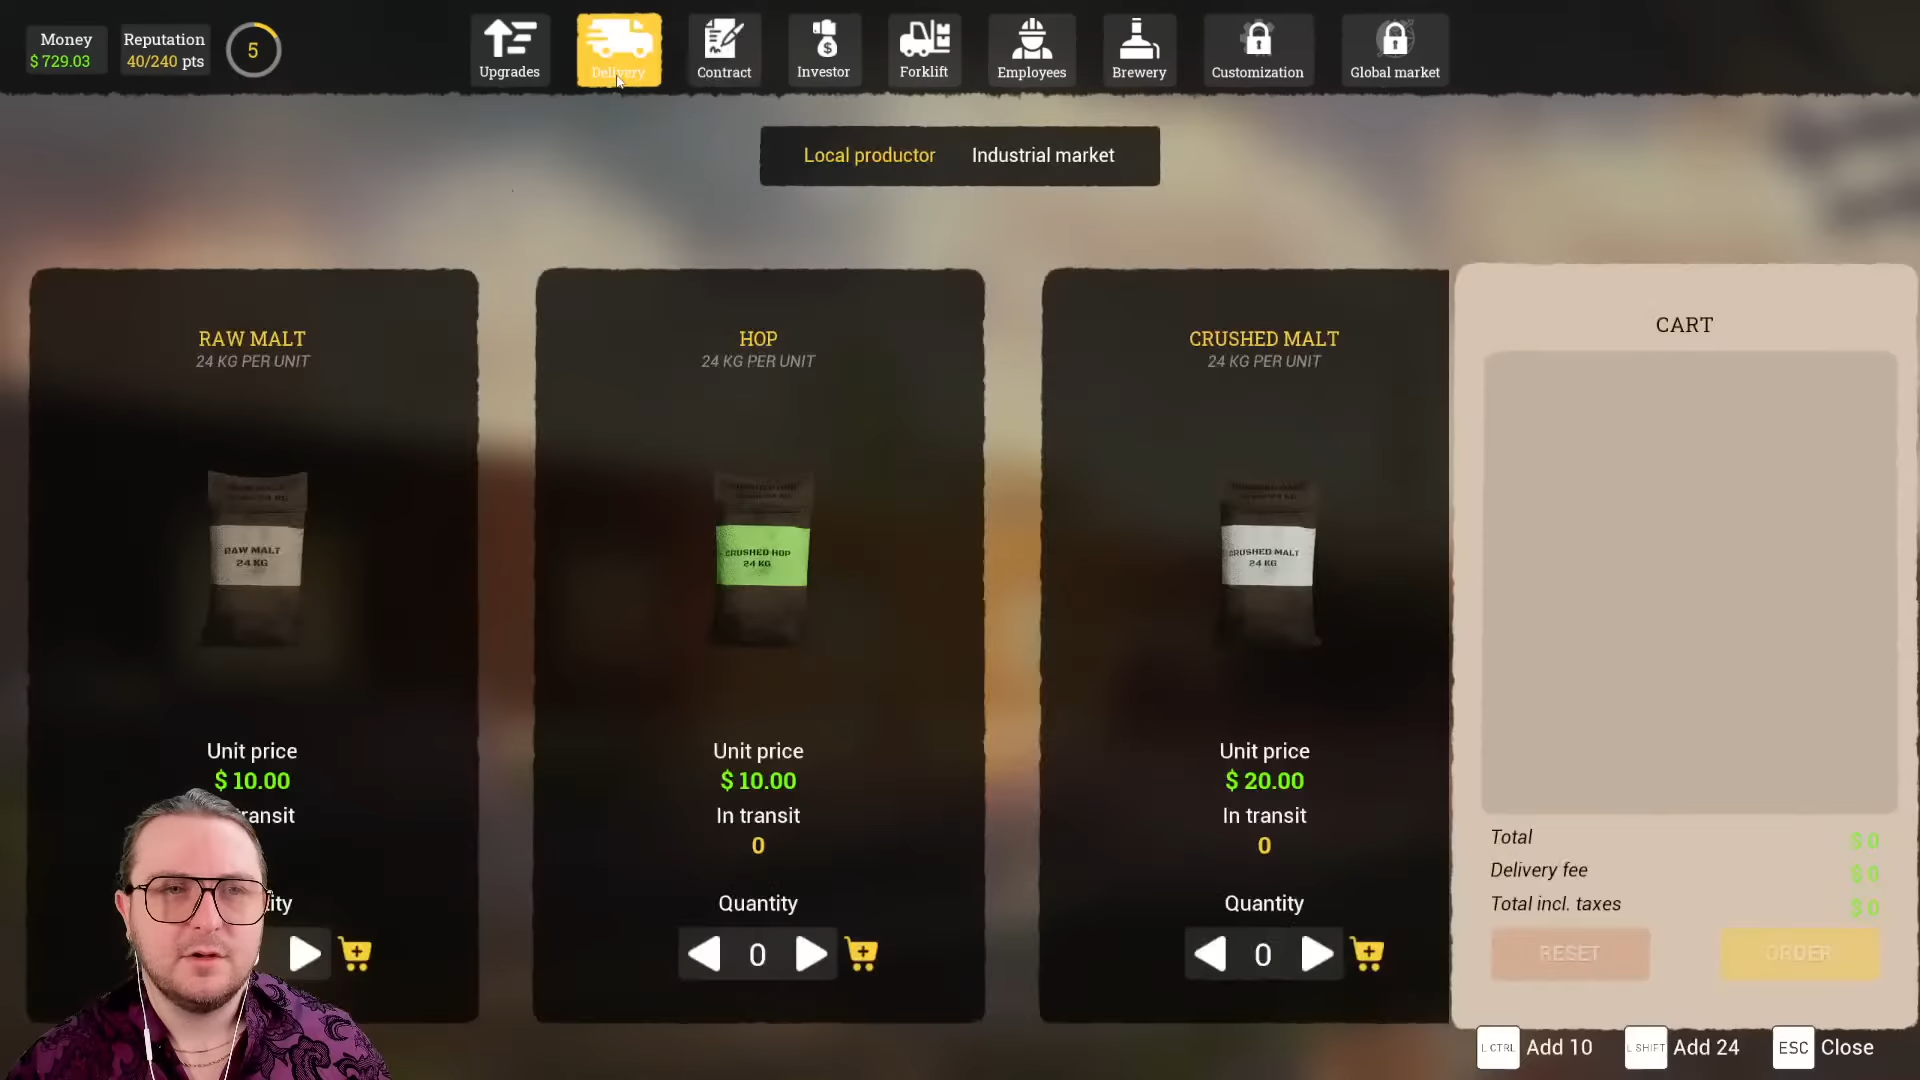 Money
$ 729.03
Reputation
40/240 pts
5
Upgrades
Delivery
Contract
Investor
Forklift
Employees
Brewery
Customization
Global market
Local productor
Industrial market
RAW MALT
24 KG PER UNIT
RAW MALT
24 KG
Unit price
$ 10.00
ransit
ity
HOP
24 KG PER UNIT
CRUSHED HOP
24 KG
Unit price
$ 10.00
In transit
0
Quantity
0
CRUSHED MALT
24 KG PER UNIT
CRUSHED MALT
24 KG
Unit price
$ 20.00
In transit
0
Quantity
0
CART
Total $ 0
Delivery fee $ 0
Total incl. taxes $ 0
RESET
ORDER
L CTRL Add 10
L SHIFT Add 24
ESC Close